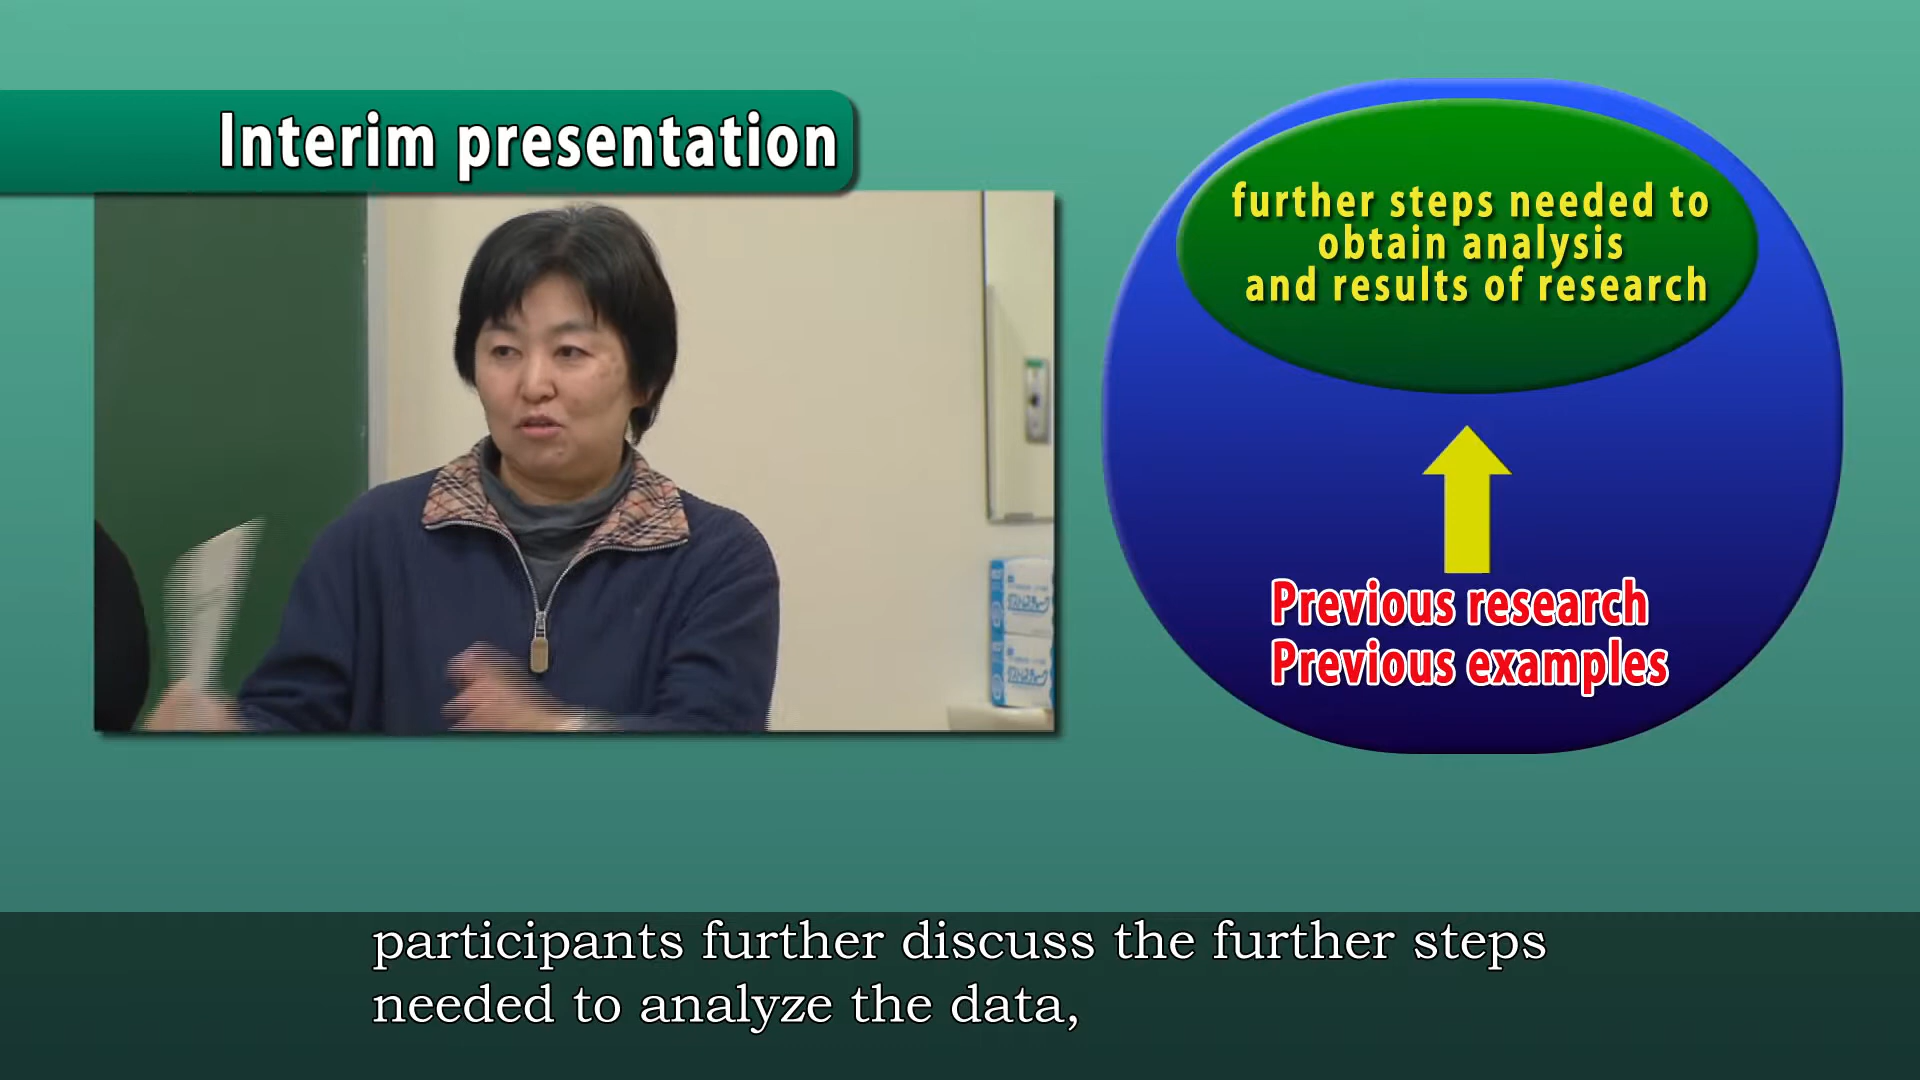 Interim presentation
further steps needed to
obtain analysis
and results of research
Previous research
Previous examples
participants further discuss the further steps
needed to analyze the data,